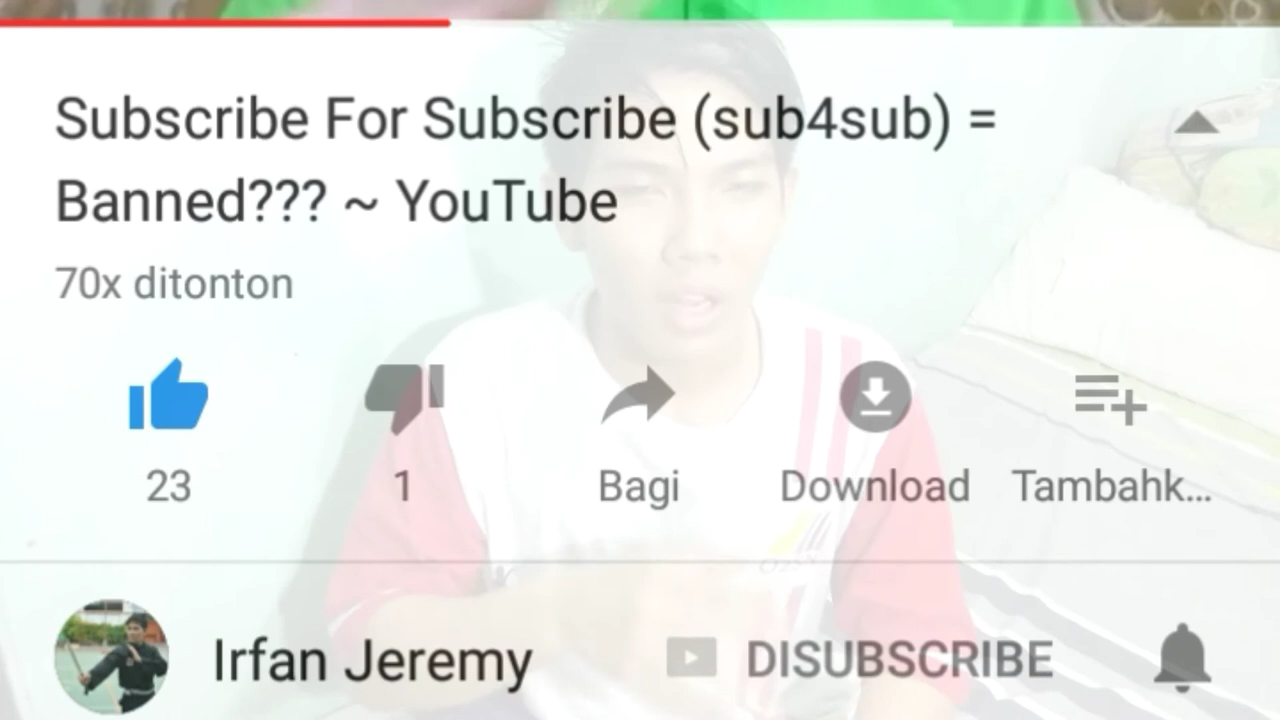 Subscribe For Subscribe (sub4sub) =
Banned??? ~ YouTube
70x ditonton
23
1
Bagi
Download
Tambahk...
Irfan Jeremy
DISUBSCRIBE